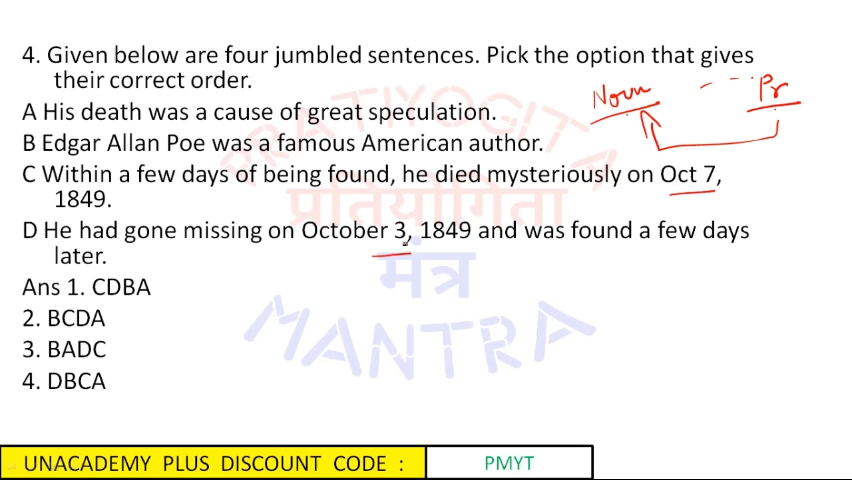 4. Given below are four jumbled sentences. Pick the option that gives
their correct order.
Noun - - - Pr
A His death was a cause of great speculation.
B Edgar Allan Poe was a famous American author.
C Within a few days of being found, he died mysteriously on Oct 7,
1849.
D He had gone missing on October 3, 1849 and was found a few days
later.
Ans 1. CDBA
2. BCDA
3. BADC
4. DBCA
PRATIYOGITA
प्रतियोगिता
मंत्र
MANTRA
UNACADEMY PLUS DISCOUNT CODE :
PMYT